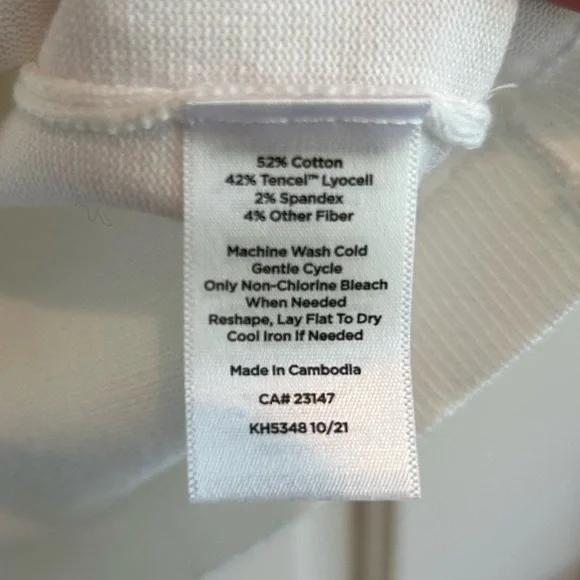 52% Cotton
42% Tencel™ Lyocell
2% Spandex
4% Other Fiber
Machine Wash Cold
Gentle Cycle
Only Non-Chlorine Bleach
When Needed
Reshape, Lay Flat To Dry
Cool Iron If Needed
Made In Cambodia
CA# 23147
KH5348 10/21